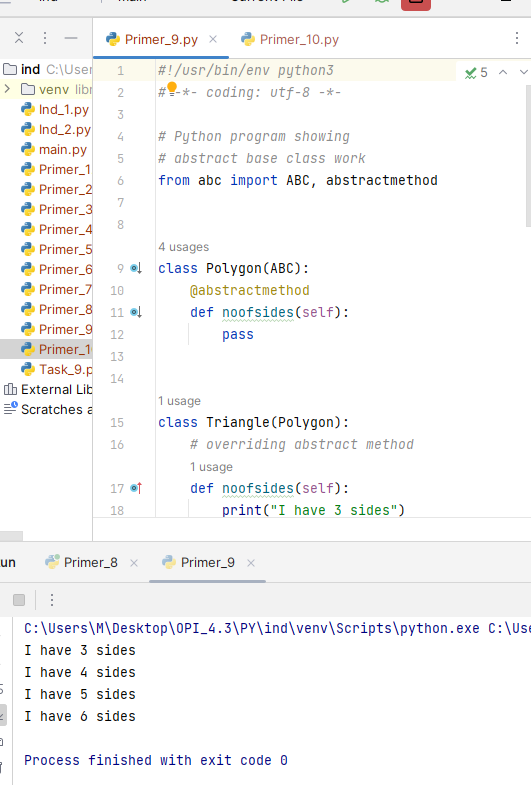 Primer_9.py
Primer_10.py
ind C:\User
venv libr
Ind_1.py
Ind_2.py
main.py
Primer_1
Primer_2
Primer_3
Primer_4
Primer_5
Primer_6
Primer_7
Primer_8
Primer_9
Primer_1
Task_9.p
External Lib
Scratches a
5
1 #!/usr/bin/env python3
2 # -*- coding: utf-8 -*-
3
4 # Python program showing
5 # abstract base class work
6 from abc import ABC, abstractmethod
7
8
4 usages
9 class Polygon(ABC):
10 @abstractmethod
11 def noofsides(self):
12 pass
13
14
1 usage
15 class Triangle(Polygon):
16 # overriding abstract method
1 usage
17 def noofsides(self):
18 print("I have 3 sides")
un Primer_8 Primer_9
C:\Users\M\Desktop\OPI_4.3\PY\ind\venv\Scripts\python.exe C:\Use
I have 3 sides
I have 4 sides
I have 5 sides
I have 6 sides
Process finished with exit code 0